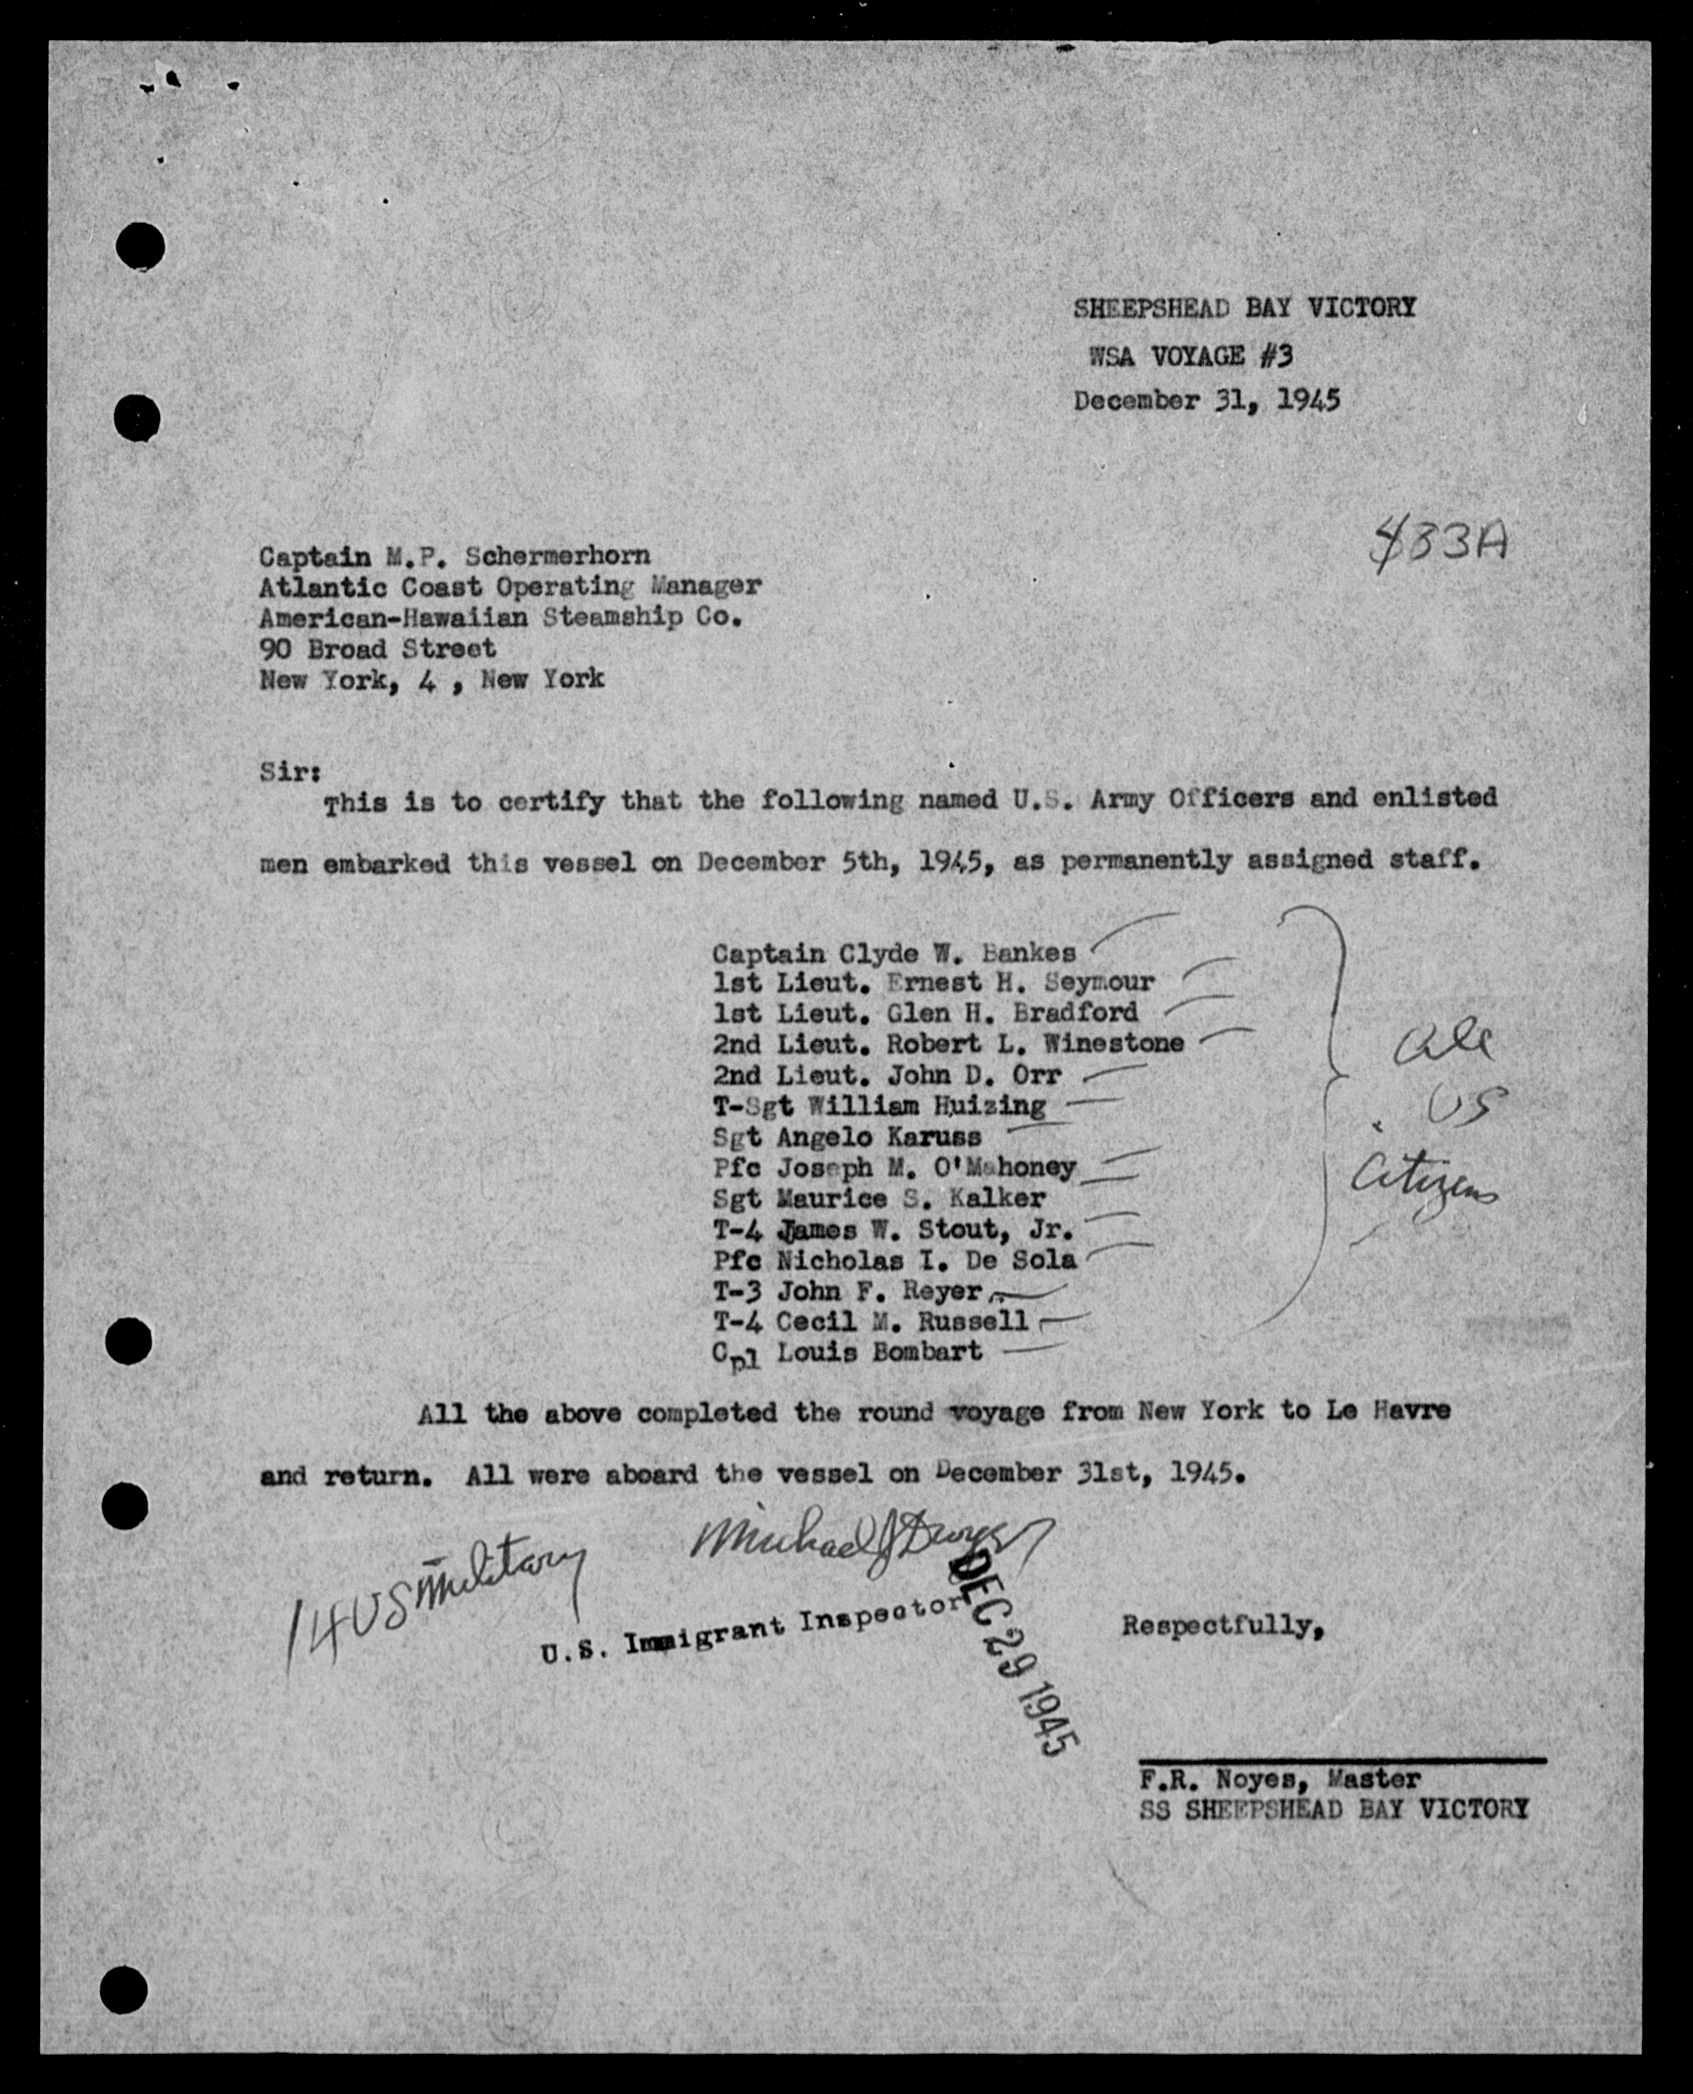 SHEEPSHEAD BAY VICTORY
WSA VOYAGE #3
December 31, 1945
433A
Captain M.P. Schermerhorn
Atlantic Coast Operating Manager
American-Hawaiian Steamship Co.
90 Broad Street
New York, 4 , New York
Sir:
This is to certify that the following named U.S. Army Officers and enlisted
men embarked this vessel on December 5th, 1945, as permanently assigned staff.
Captain Clyde W. Bankes
1st Lieut. Ernest H. Seymour
1st Lieut. Glen H. Bradford
2nd Lieut. Robert L. Winestone
2nd Lieut. John D. Orr
T-Sgt William Huizing
Sgt Angelo Karuss
Pfc Joseph M. O'Mahoney
Sgt Maurice S. Kalker
T-4 James W. Stout, Jr.
Pfc Nicholas I. De Sola
T-3 John F. Reyer
T-4 Cecil M. Russell
Cpl Louis Bombart
All
US
Citizens
All the above completed the round voyage from New York to Le Havre
and return. All were aboard the vessel on December 31st, 1945.
14 US Military
Michael J Dwyer
U.S. Immigrant Inspector
DEC 29 1945
Respectfully,
F.R. Noyes, Master
SS SHEEPSHEAD BAY VICTORY